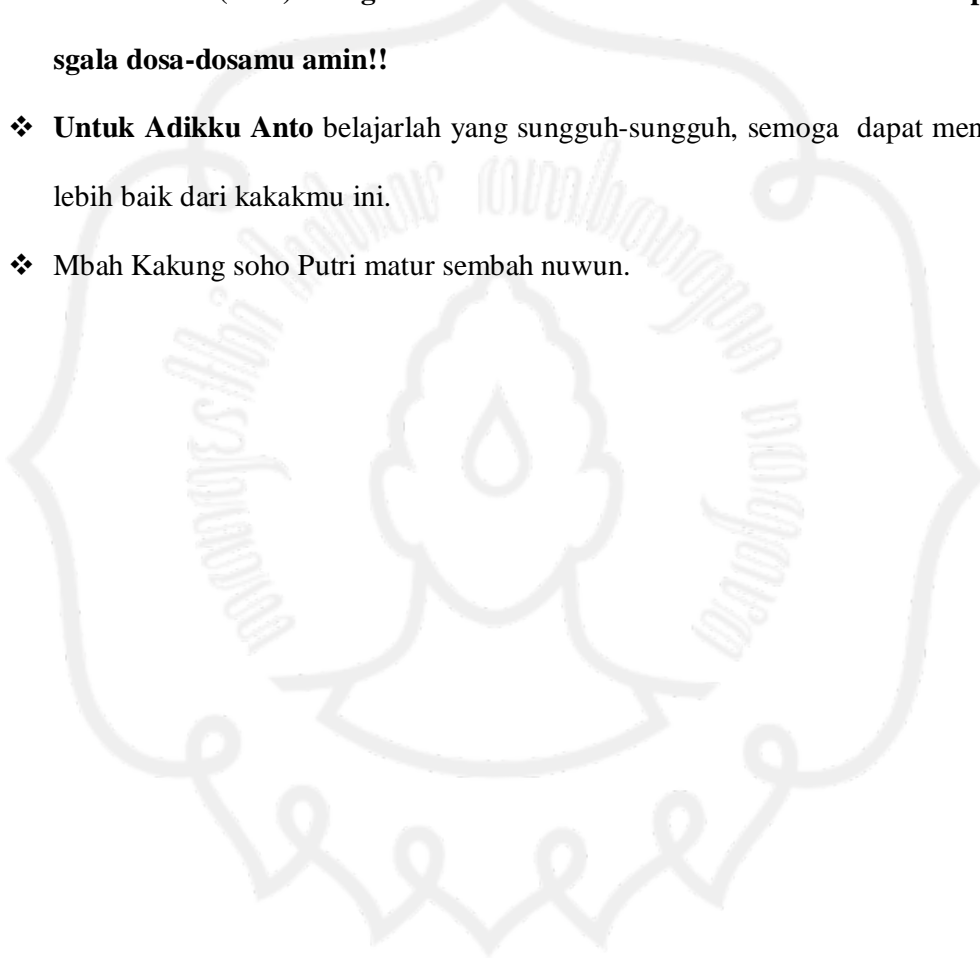 sgala dosa-dosamu amin!!
❖ Untuk Adikku Anto belajarlah yang sungguh-sungguh, semoga dapat
lebih baik dari kakakmu ini.
❖ Mbah Kakung soho Putri matur sembah nuwun.